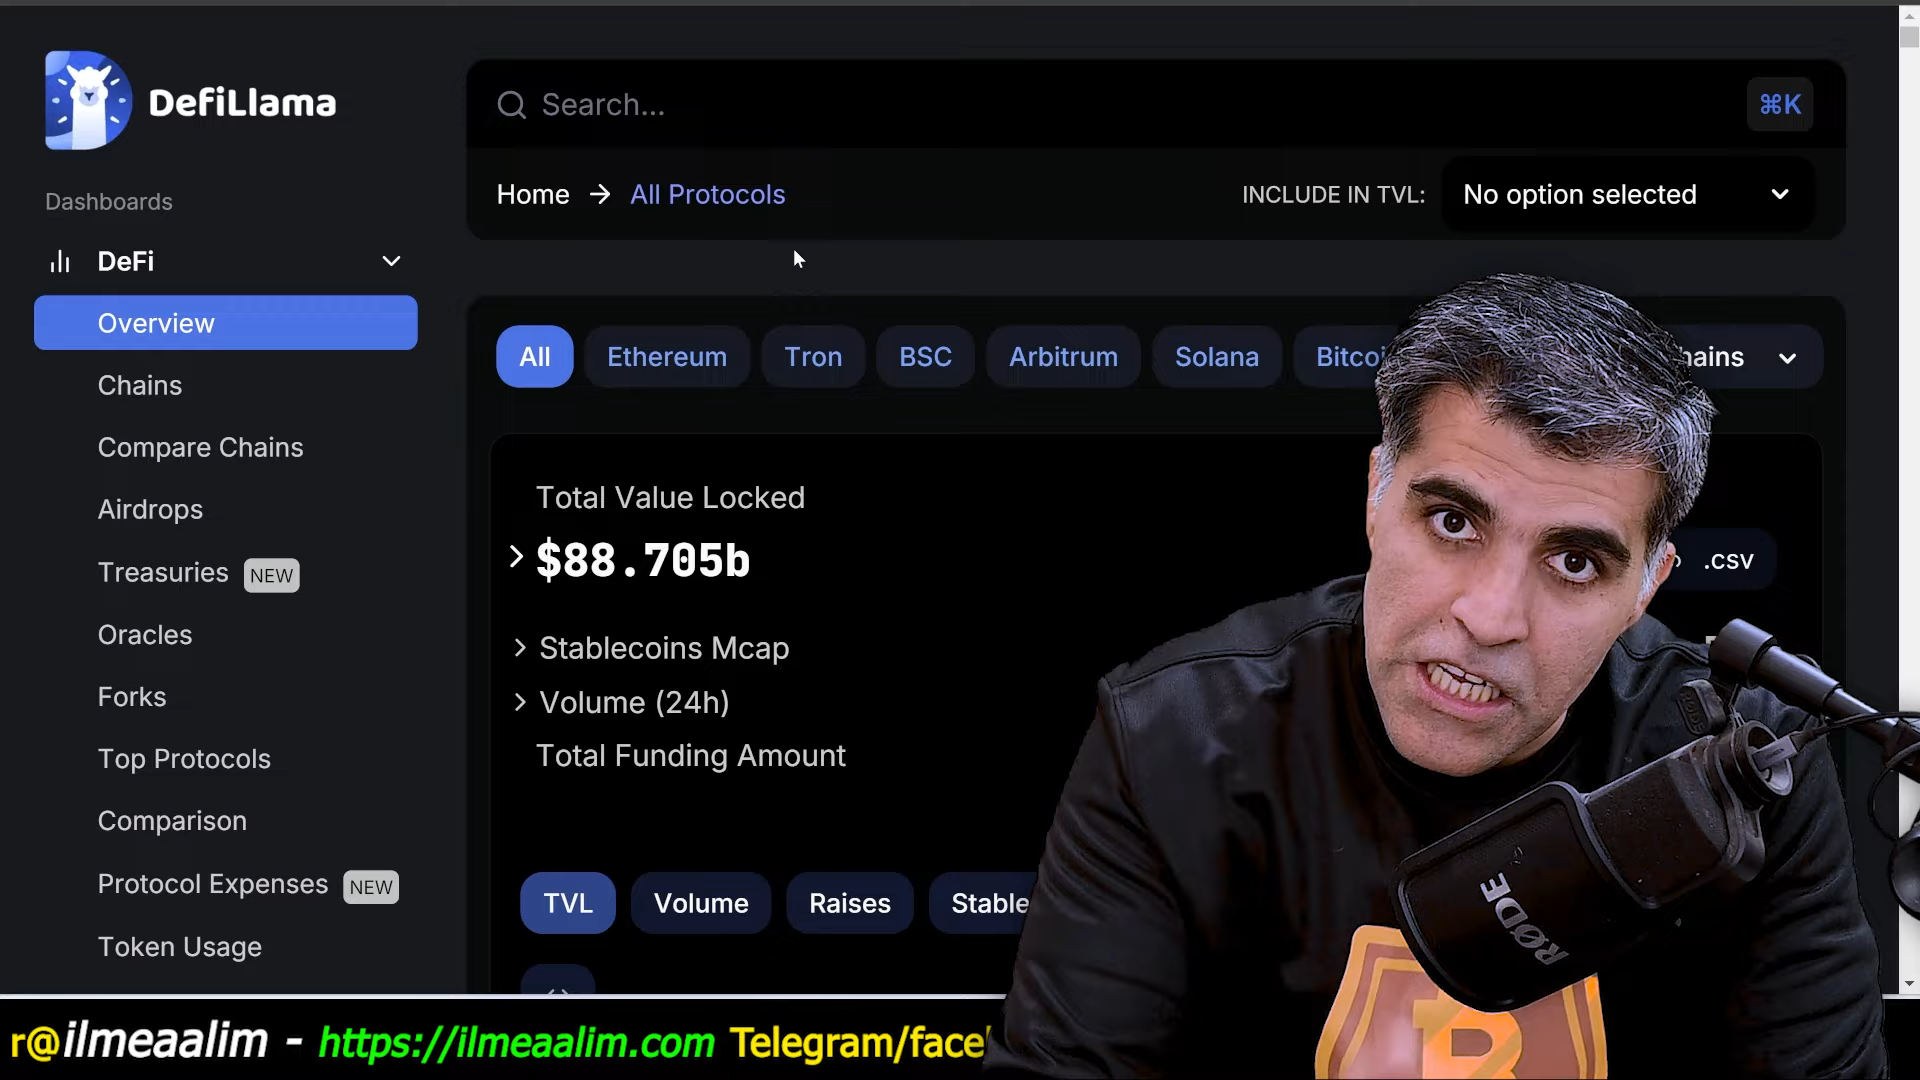 DefiLlama
Search...
⌘K
Home → All Protocols
INCLUDE IN TVL:
No option selected
Dashboards
DeFi
Overview
Chains
Compare Chains
Airdrops
Treasuries NEW
Oracles
Forks
Top Protocols
Comparison
Protocol Expenses NEW
Token Usage
All Ethereum Tron BSC Arbitrum Solana
Total Value Locked
$88.705b
.csv
Stablecoins Mcap
Volume (24h)
Total Funding Amount
TVL Volume Raises
RØDE
r@ilmeaalim - https://ilmeaalim.com Telegram/face